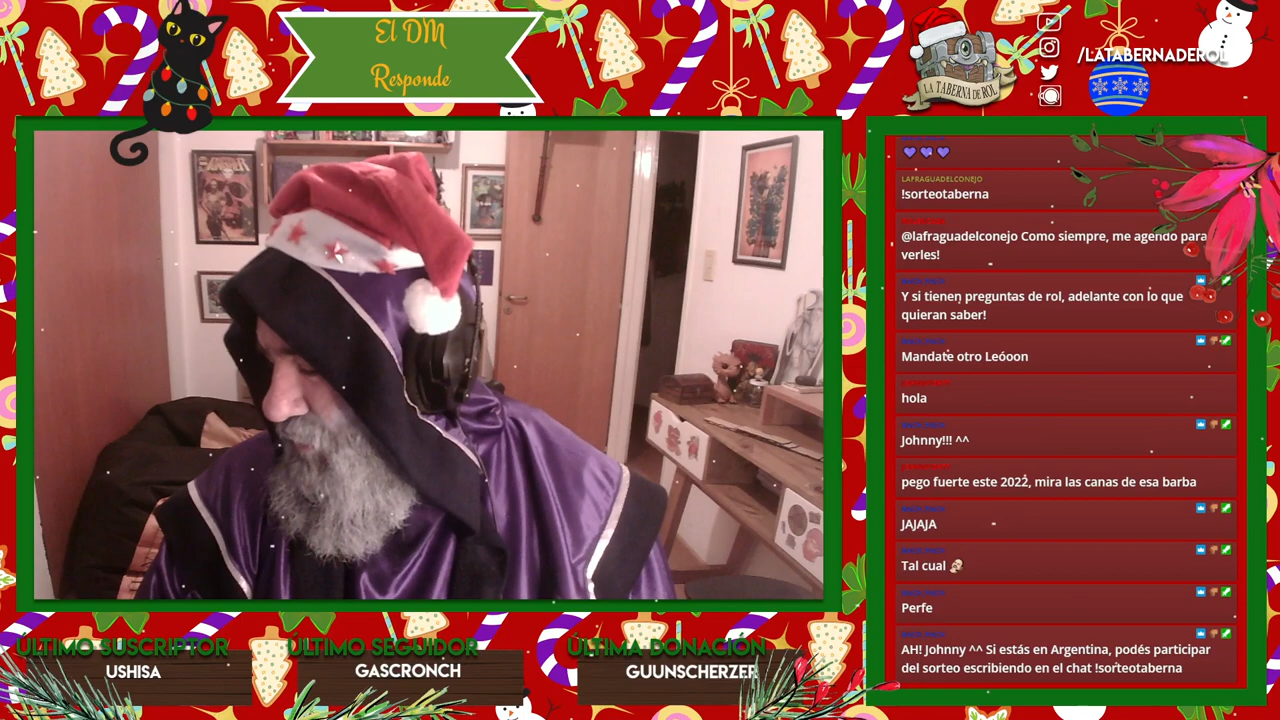 El DM
Responde
LA TABERNA DE ROL
/LATABERNADEROL
LAFRAGUADELCONEJO
!sorteotaberna
@lafraguadelconejo Como siempre, me agendo para
verles!
Y si tienen preguntas de rol, adelante con lo que
quieran saber!
Mandate otro Leóoon
hola
Johnny!!! ^^
pego fuerte este 2022, mira las canas de esa barba
JAJAJA
Tal cual
Perfe
AH! Johnny ^^ Si estás en Argentina, podés participar
del sorteo escribiendo en el chat !sorteotaberna
ÚLTIMO SUSCRIPTOR
USHISA
ÚLTIMO SEGUIDOR
GASCRONCH
ÚLTIMA DONACIÓN
GUUNSCHERZER